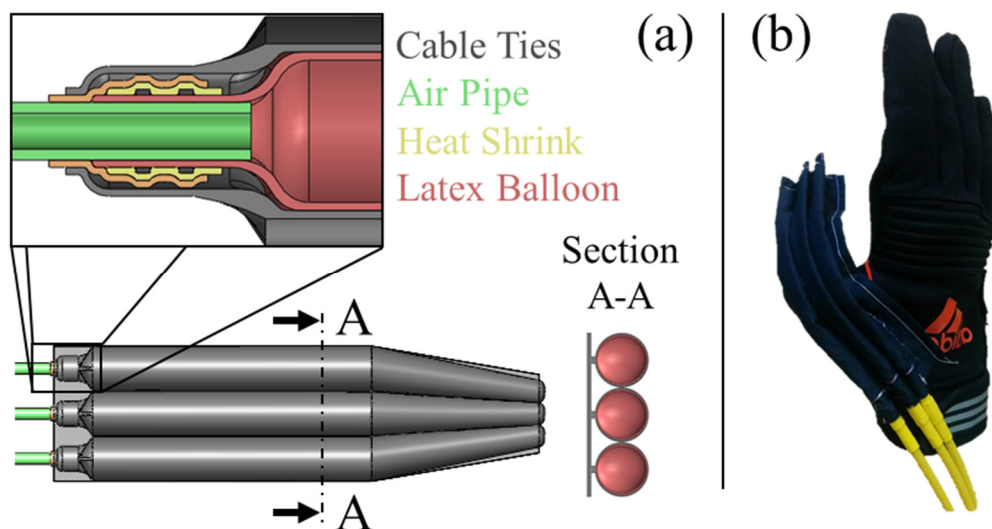 (a)
(b)
Cable Ties
Air Pipe
Heat Shrink
Latex Balloon
Section
A-A
A
A